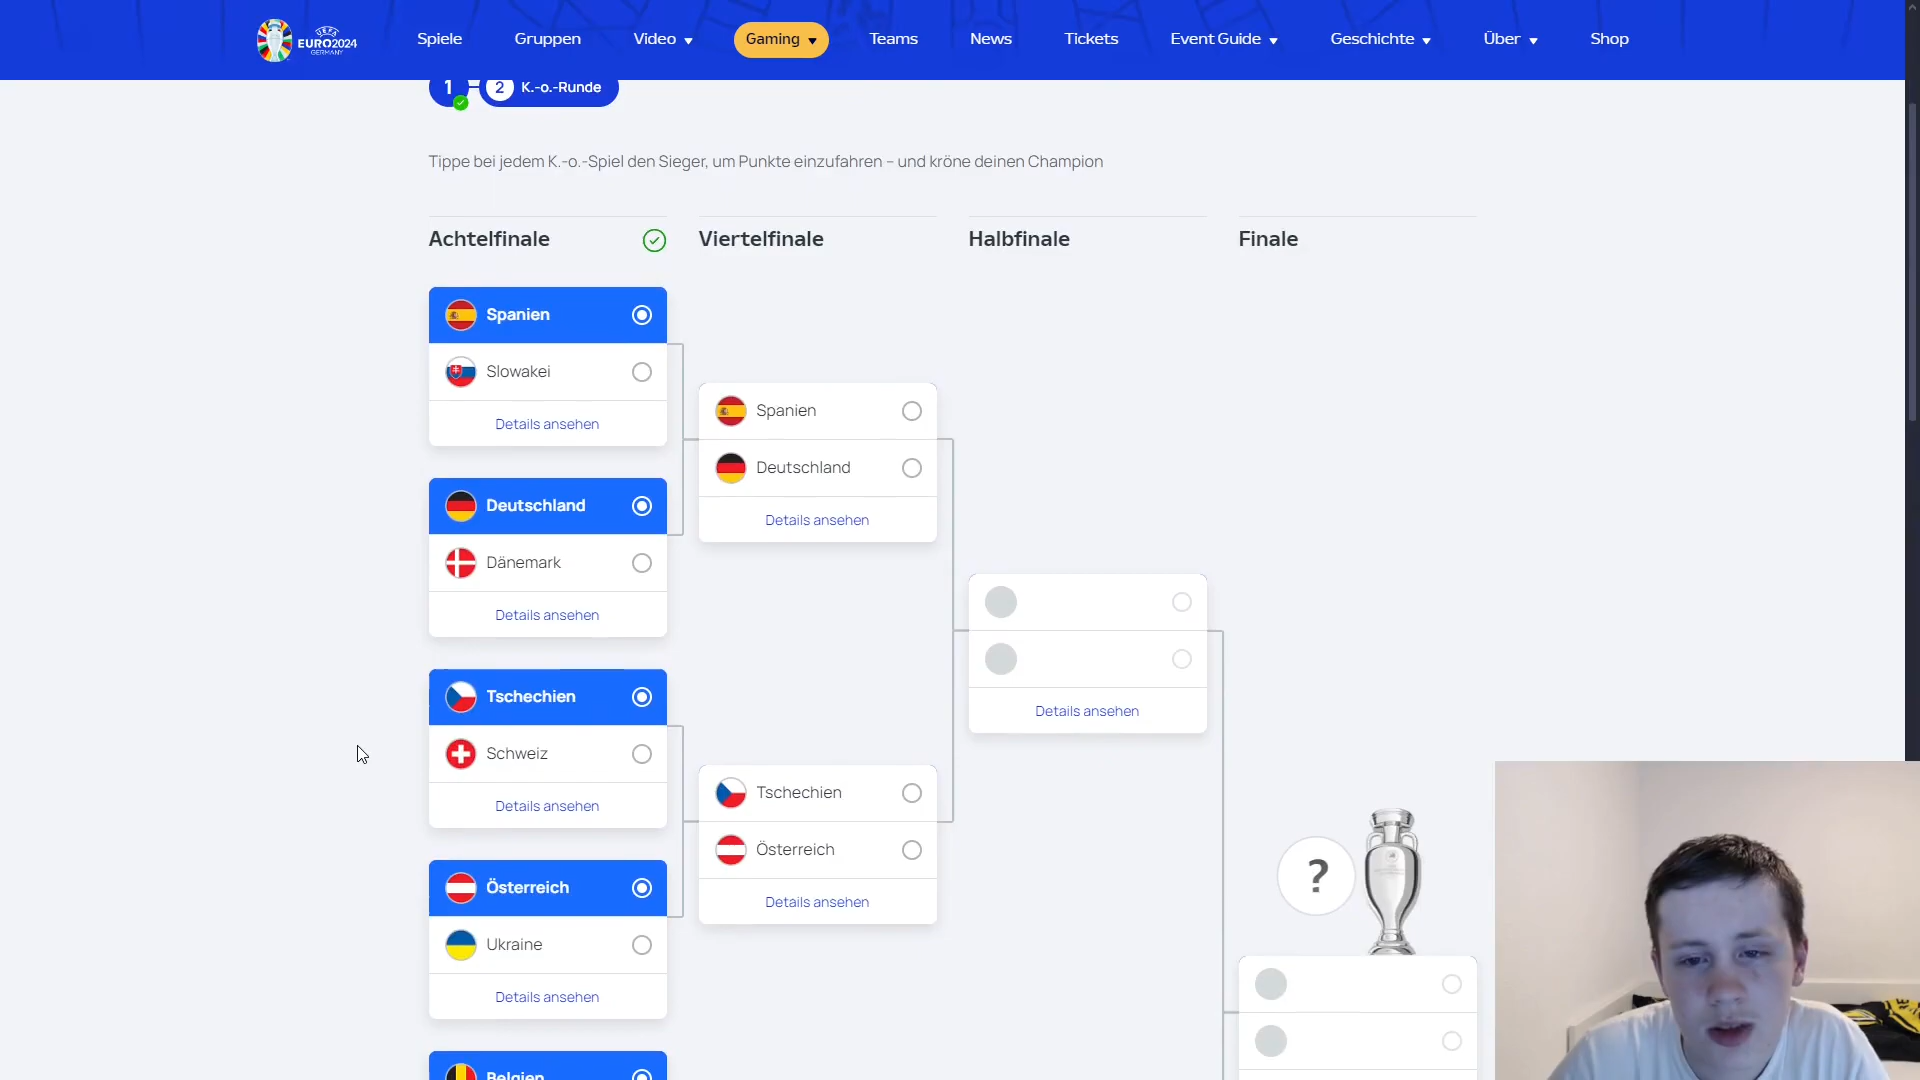 UEFA
EURO2024
GERMANY
Spiele
Gruppen
Video
Gaming
Teams
News
Tickets
Event Guide
Geschichte
Über
Shop
1
2 K.-o.-Runde
Tippe bei jedem K.-o.-Spiel den Sieger, um Punkte einzufahren – und kröne deinen Champion
Achtelfinale
Viertelfinale
Halbfinale
Finale
Spanien
Slowakei
Details ansehen
Deutschland
Dänemark
Details ansehen
Tschechien
Schweiz
Details ansehen
Österreich
Ukraine
Details ansehen
Belgien
Spanien
Deutschland
Details ansehen
Tschechien
Österreich
Details ansehen
Details ansehen
?